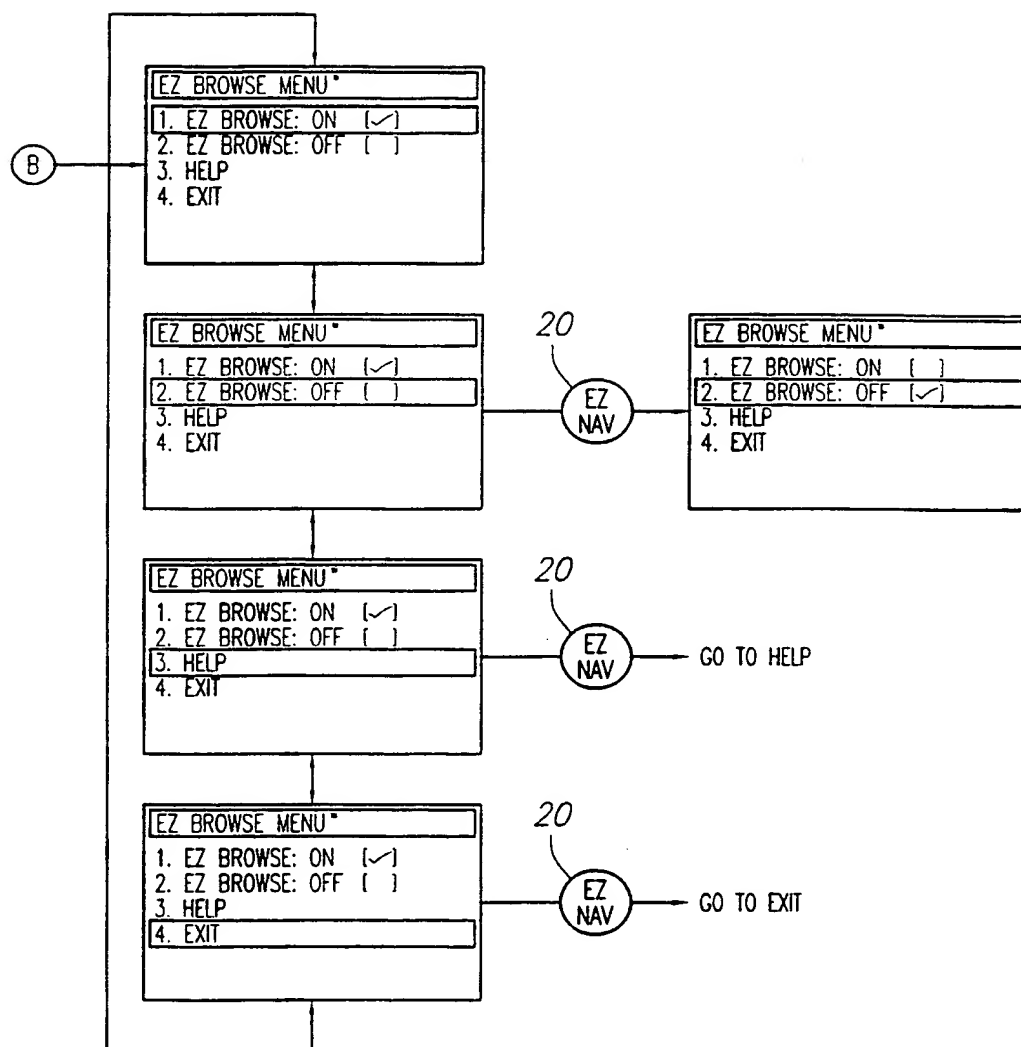 EZ BROWSE MENU"
1. EZ BROWSE: ON [✓]
2. EZ BROWSE: OFF [ ]
3. HELP
4. EXIT
B
EZ BROWSE MENU"
1. EZ BROWSE: ON [✓]
2. EZ BROWSE: OFF [ ]
3. HELP
4. EXIT
20
EZ
NAV
EZ BROWSE MENU"
1. EZ BROWSE: ON [ ]
2. EZ BROWSE: OFF [✓]
3. HELP
4. EXIT
EZ BROWSE MENU"
1. EZ BROWSE: ON [✓]
2. EZ BROWSE: OFF [ ]
3. HELP
4. EXIT
20
EZ
NAV
GO TO HELP
EZ BROWSE MENU"
1. EZ BROWSE: ON [✓]
2. EZ BROWSE: OFF [ ]
3. HELP
4. EXIT
20
EZ
NAV
GO TO EXIT